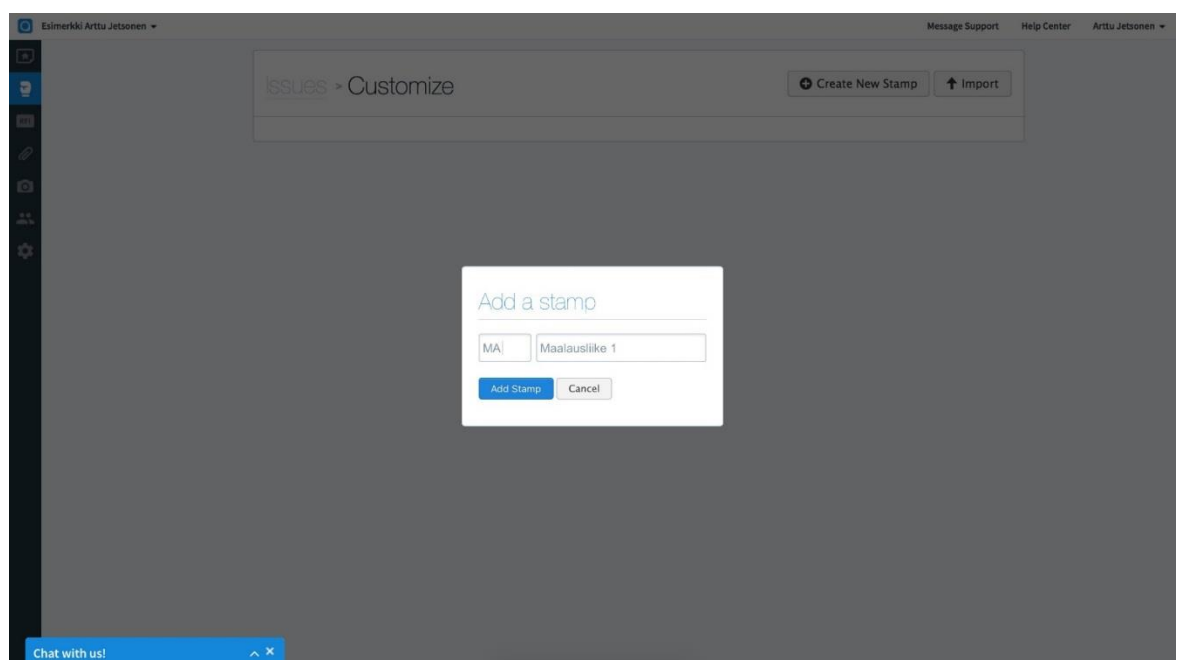 Esimerkki Arttu Jetsonen
Message Support Help Center Arttu Jetsonen
Issues > Customize
Create New Stamp Import
Add a stamp
MA Maalausliike 1
Add Stamp Cancel
Chat with us!